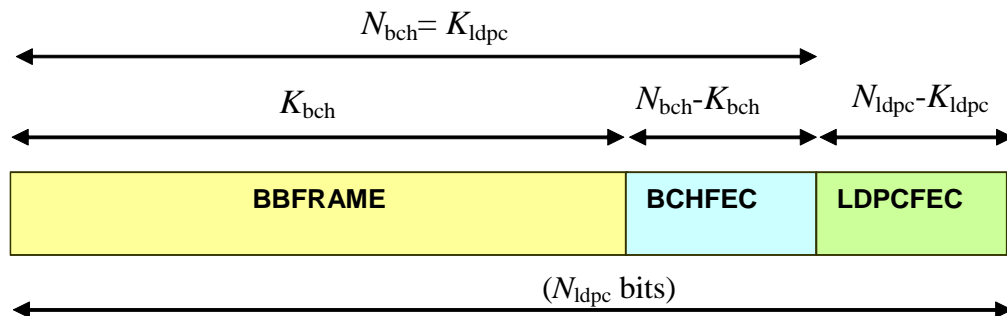 N_bch= K_ldpc
K_bch
N_bch-K_bch
N_ldpc-K_ldpc
BBFRAME
BCHFEC
LDPCFEC
(N_ldpc bits)